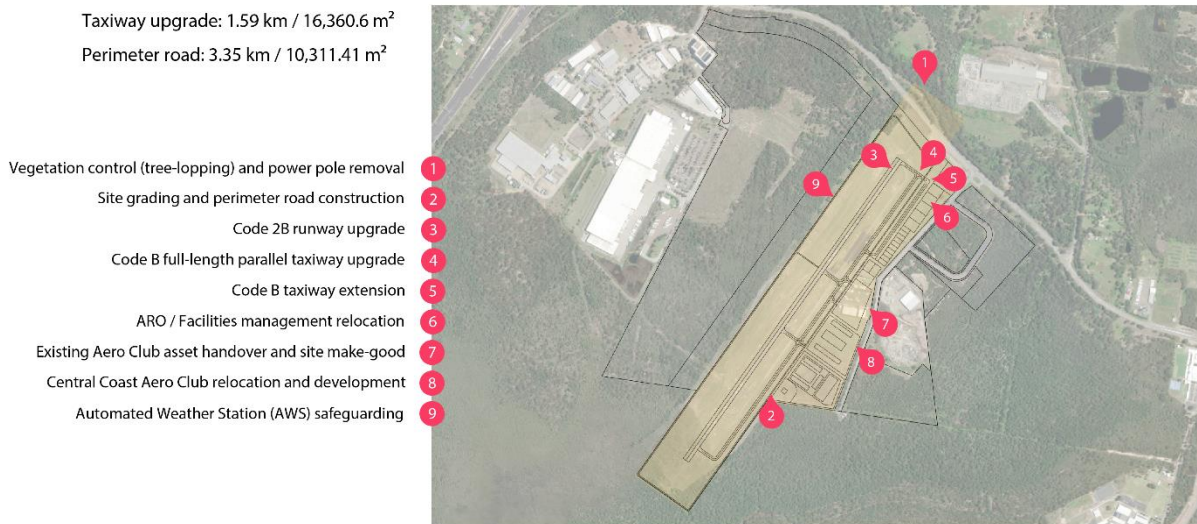 Taxiway upgrade: 1.59 km / 16,360.6 m²
Perimeter road: 3.35 km / 10,311.41 m²
Vegetation control (tree-lopping) and power pole removal 1
Site grading and perimeter road construction 2
Code 2B runway upgrade 3
Code B full-length parallel taxiway upgrade 4
Code B taxiway extension 5
ARO / Facilities management relocation 6
Existing Aero Club asset handover and site make-good 7
Central Coast Aero Club relocation and development 8
Automated Weather Station (AWS) safeguarding 9
1
3
4
9
5
6
7
8
2